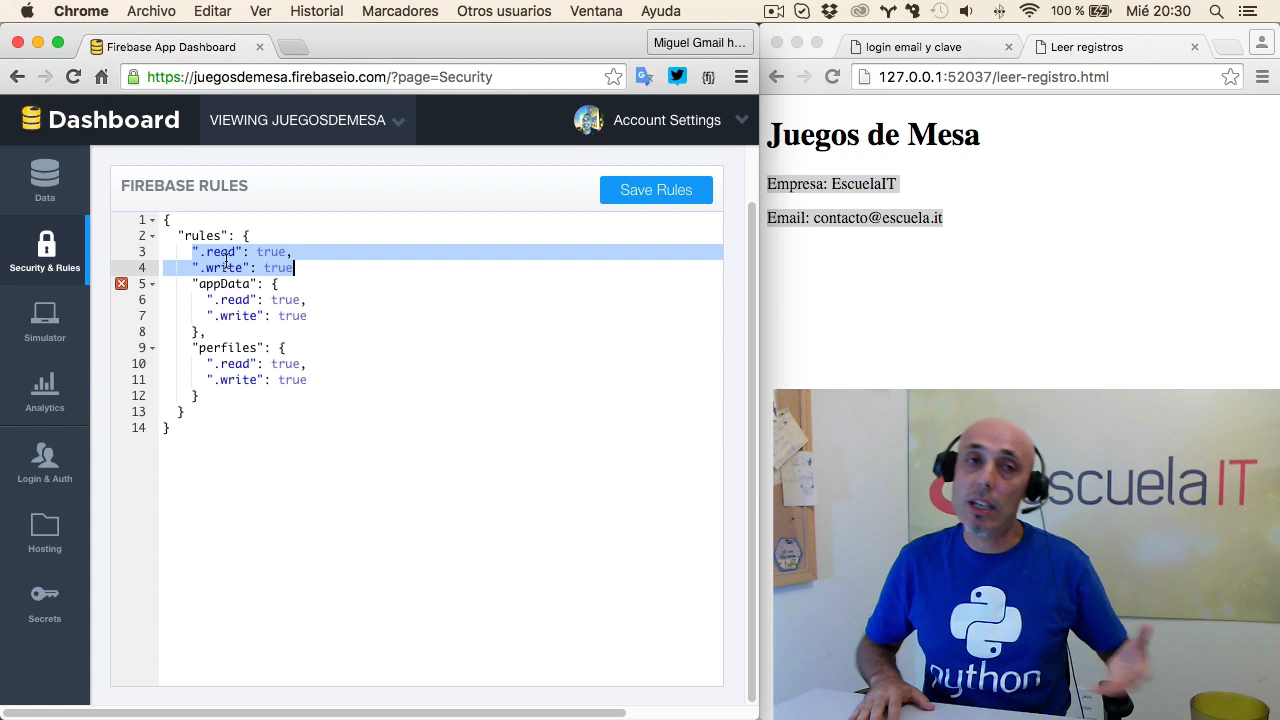 Chrome Archivo Editar Ver Historial Marcadores Otros usuarios Ventana Ayuda 100 % Mié 20:30
Firebase App Dashboard
Miguel Gmail h...
https://juegosdemesa.firebaseio.com/?page=Security
{fj}
Dashboard
VIEWING JUEGOSDEMESA
Account Settings
Data
Security & Rules
Simulator
Analytics
Login & Auth
Hosting
Secrets
FIREBASE RULES
Save Rules
1 {
2 "rules": {
3 ".read": true,
4 ".write": true
5 "appData": {
6 ".read": true,
7 ".write": true
8 },
9 "perfiles": {
10 ".read": true,
11 ".write": true
12 }
13 }
14 }
login email y clave
Leer registros
127.0.0.1:52037/leer-registro.html
Juegos de Mesa
Empresa: EscuelaIT
Email: contacto@escuela.it
escuela IT
python